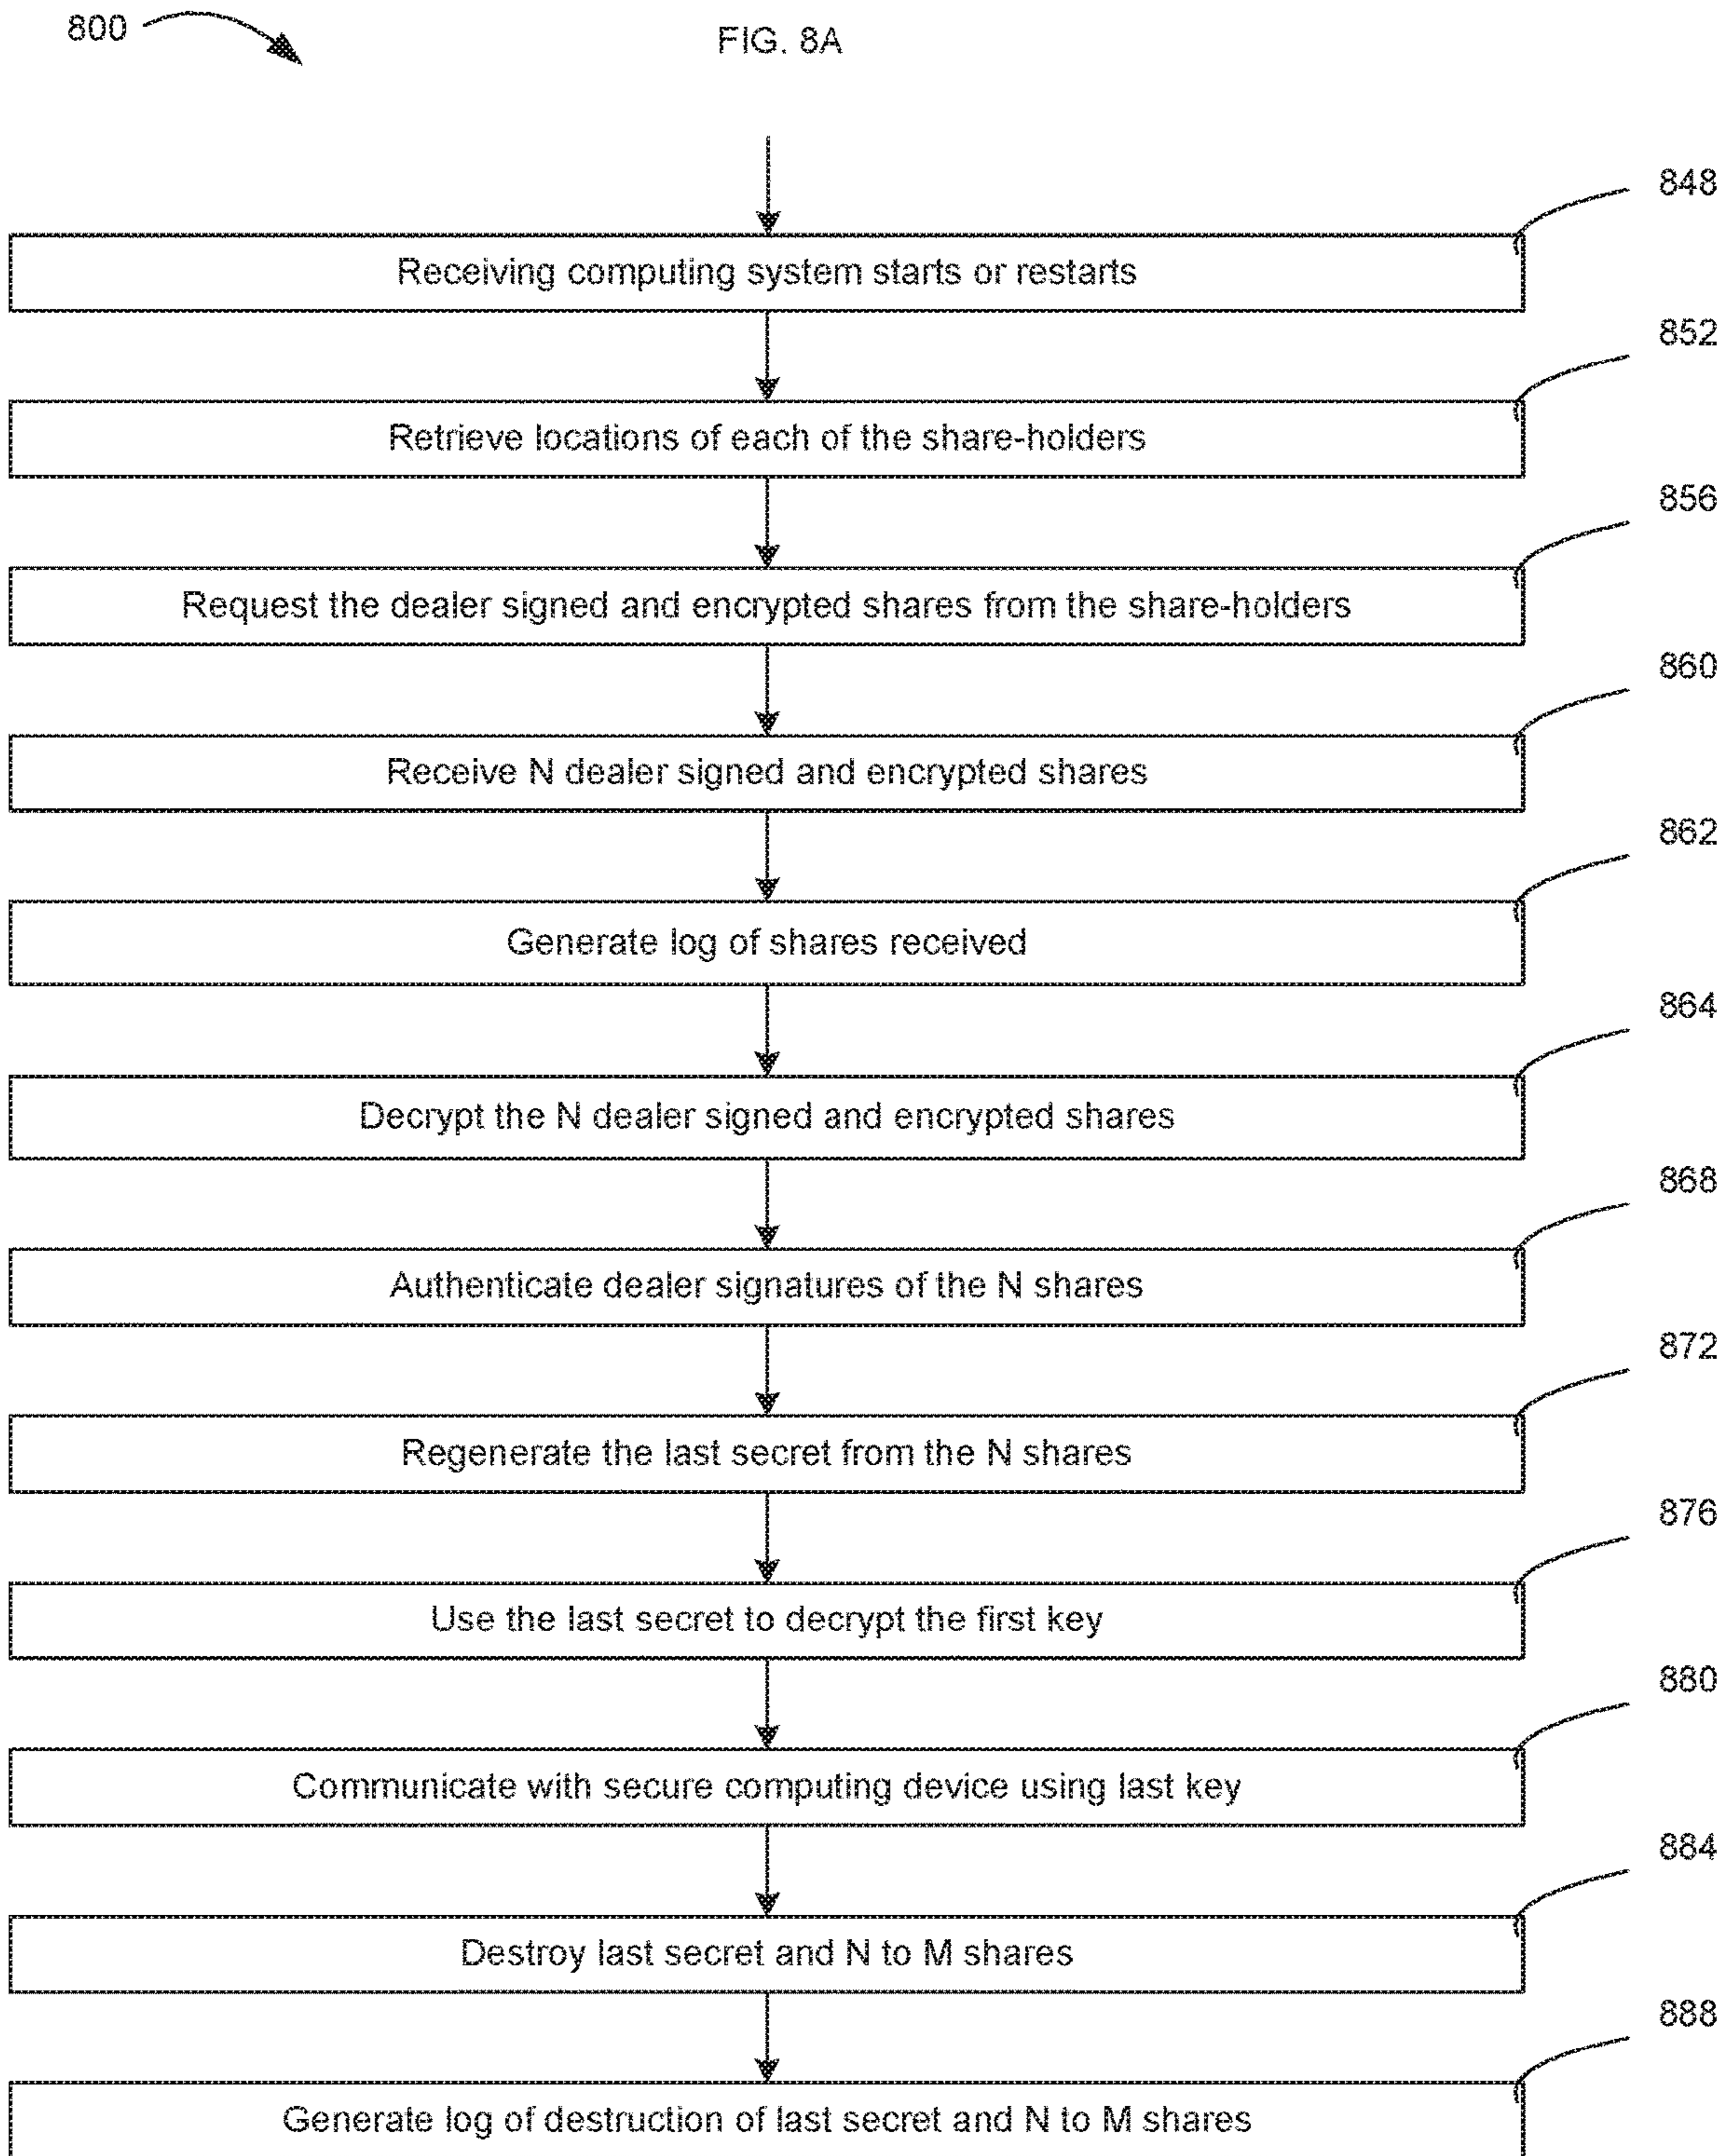 800
FIG. 8A
848
Receiving computing system starts or restarts
852
Retrieve locations of each of the share-holders
856
Request the dealer signed and encrypted shares from the share-holders
860
Receive N dealer signed and encrypted shares
862
Generate log of shares received
864
Decrypt the N dealer signed and encrypted shares
868
Authenticate dealer signatures of the N shares
872
Regenerate the last secret from the N shares
876
Use the last secret to decrypt the first key
880
Communicate with secure computing device using last key
884
Destroy last secret and N to M shares
888
Generate log of destruction of last secret and N to M shares